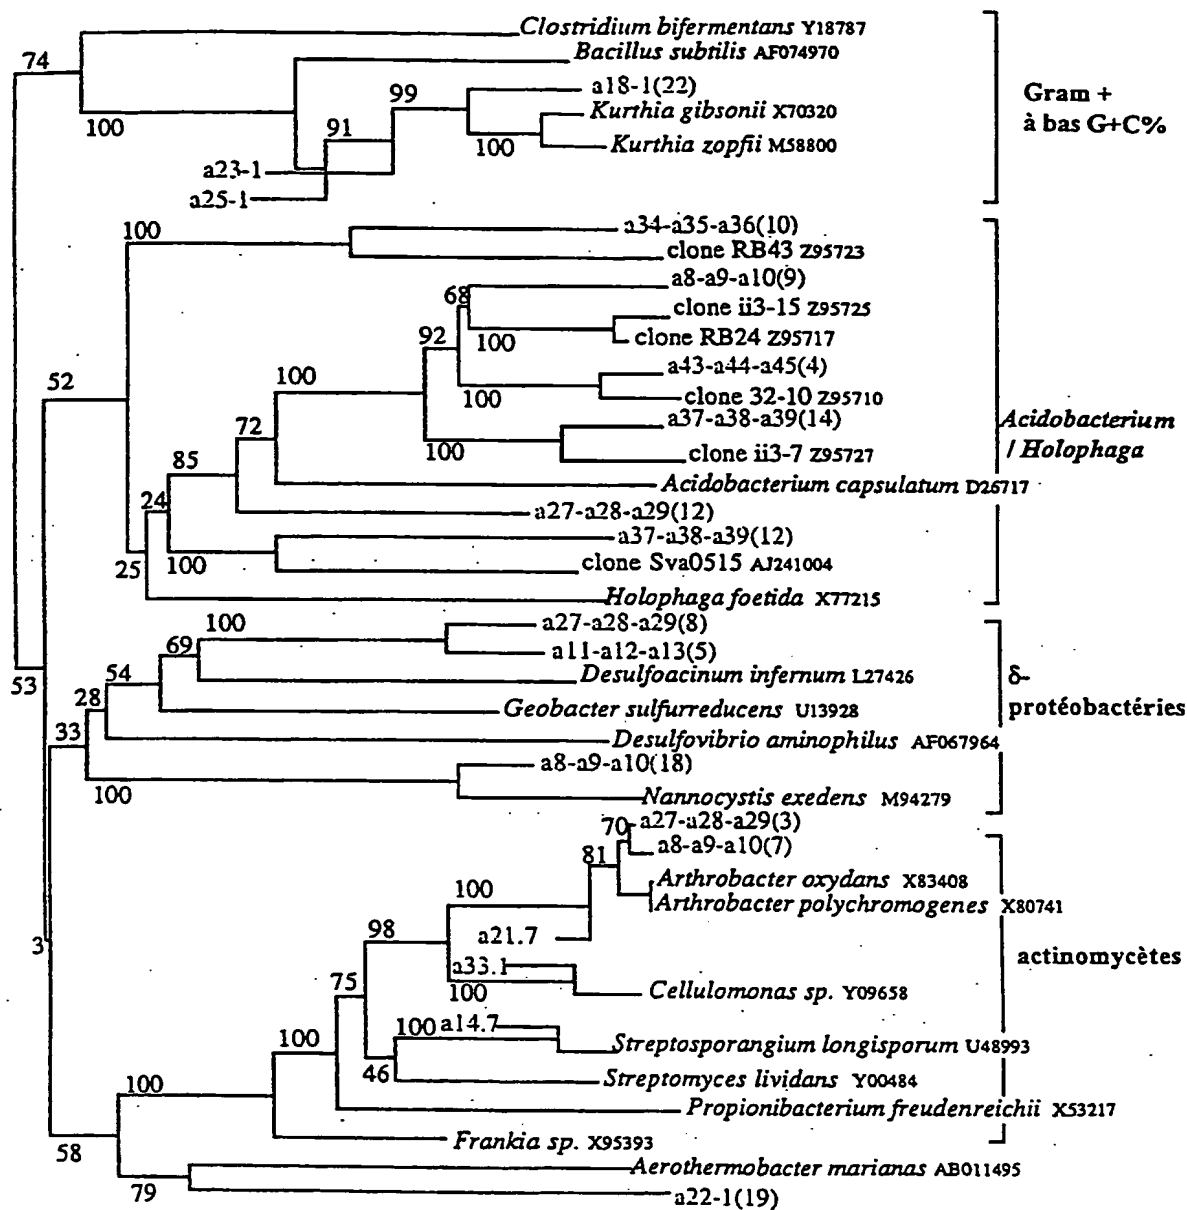 Clostridium bifermentans Y18787
74
Bacillus subtilis AF074970
a18-1(22)
99
Gram +
à bas G+C%
Kurthia gibsonii X70320
100
91
100
Kurthia zopfii M58800
a23-1
a25-1
100
a34-a35-a36(10)
clone RB43 Z95723
a8-a9-a10(9)
68
clone ii3-15 Z95725
92
100
clone RB24 Z95717
52
100
a43-a44-a45(4)
100
clone 32-10 Z95710
a37-a38-a39(14)
Acidobacterium
/ Holophaga
72
100
clone ii3-7 Z95727
85
Acidobacterium capsulatum D26717
24
a27-a28-a29(12)
a37-a38-a39(12)
25
100
clone Sva0515 AJ241004
Holophaga foetida X77215
100
a27-a28-a29(8)
69
a11-a12-a13(5)
54
Desulfoacinum infernum L27426
δ-
protéobactéries
53
28
Geobacter sulfurreducens U13928
33
Desulfovibrio aminophilus AF067964
a8-a9-a10(18)
100
Nannocystis exedens M94279
70
a27-a28-a29(3)
a8-a9-a10(7)
81
Arthrobacter oxydans X83408
100
Arthrobacter polychromogenes X80741
98
a21.7
3
actinomycètes
a33.1
75
100
Cellulomonas sp. Y09658
100
100
a14.7
Streptosporangium longisporum U48993
46
Streptomyces lividans Y00484
100
Propionibacterium freudenreichii X53217
Frankia sp. X95393
58
Aerothermobacter marianas AB011495
79
a22-1(19)